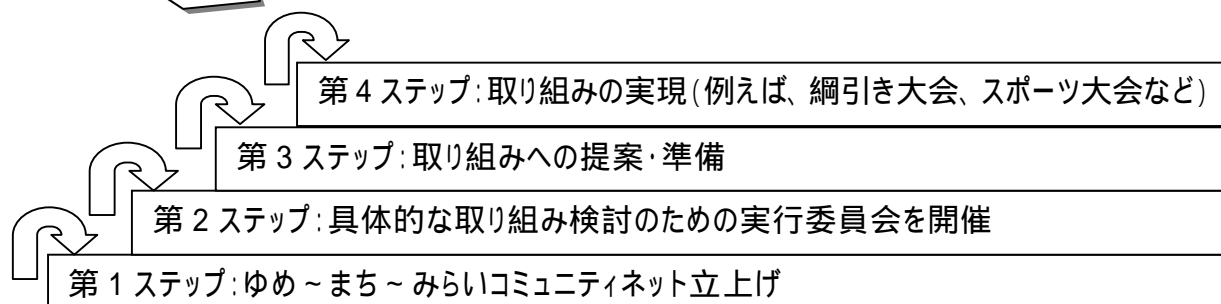 第４ステップ：取り組みの実現（例えば、綱引き大会、スポーツ大会など）
第３ステップ：取り組みへの提案・準備
第２ステップ：具体的な取り組み検討のための実行委員会を開催
第１ステップ：ゆめ～まち～みらいコミュニティネット立上げ